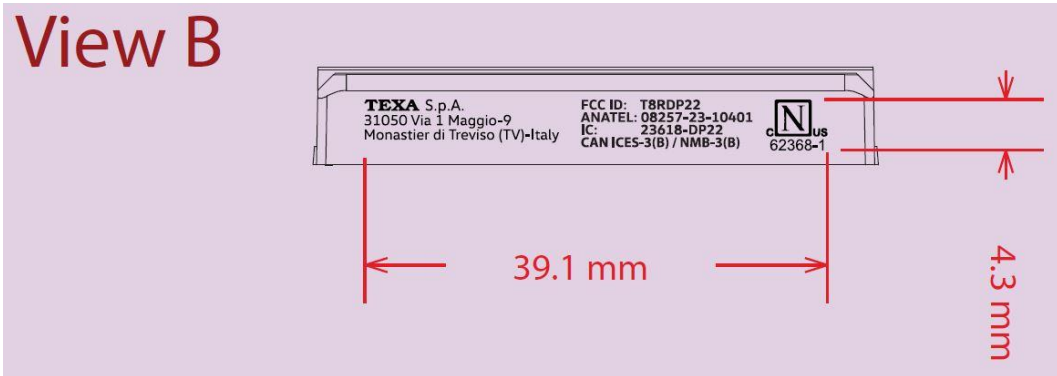 View B
TEXA S.p.A.
31050 Via 1 Maggio-9
Monastier di Treviso (TV)-Italy
FCC ID: T8RDP22
ANATEL: 08257-23-10401
IC: 23618-DP22
CAN ICES-3(B) / NMB-3(B)
c N us
62368-1
39.1 mm
4.3 mm